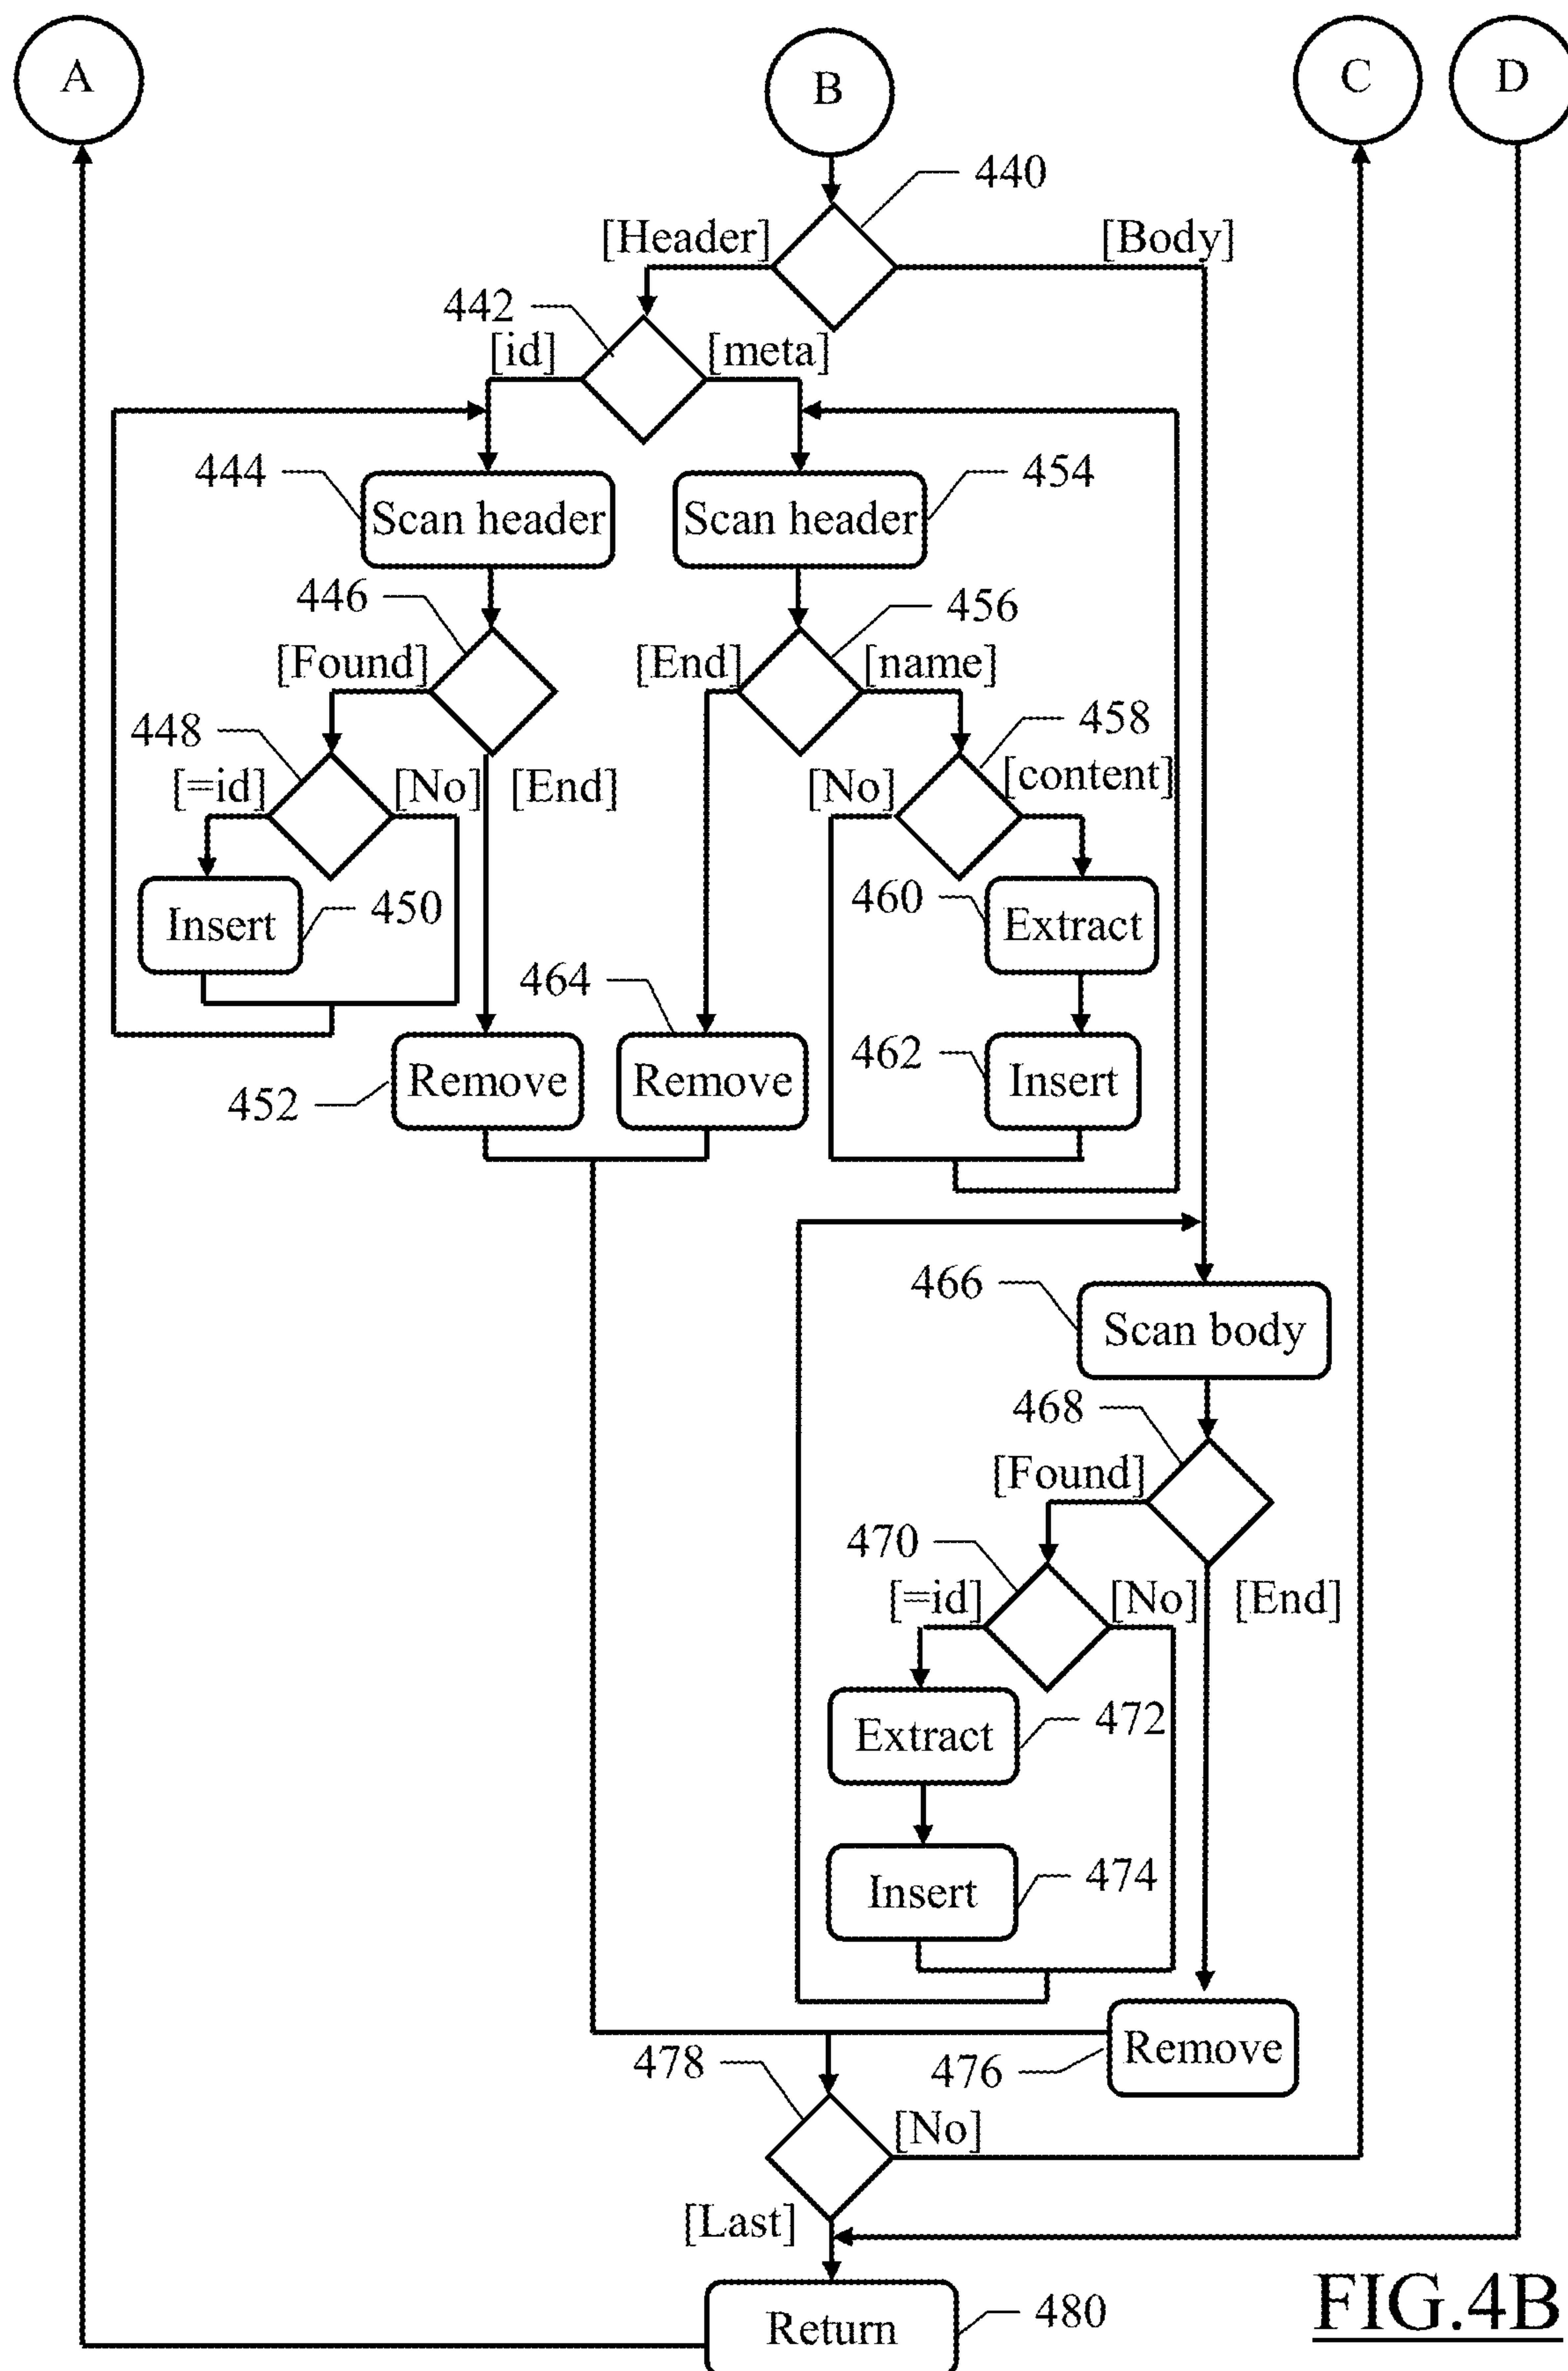 A
B
C
D
440
[Header]
[Body]
442
[id]
[meta]
444
Scan header
Scan header
454
446
456
[Found]
[End]
[name]
448
458
[=id]
[No]
[End]
[No]
[content]
Insert
450
460
Extract
464
452
Remove
Remove
462
Insert
466
Scan body
468
[Found]
470
[=id]
[No]
[End]
Extract
472
Insert
474
478
476
Remove
[No]
[Last]
Return
480
FIG.4B